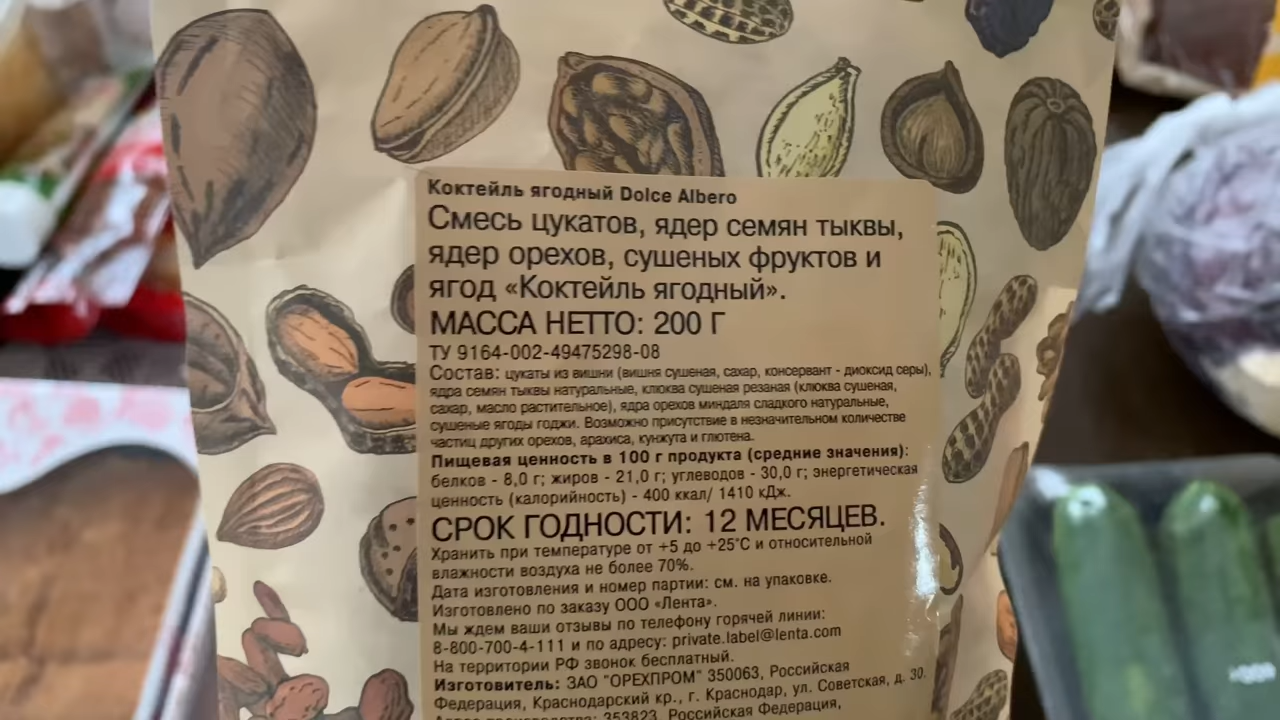 Коктейль ягодный Dolce Albero
Смесь цукатов, ядер семян тыквы,
ядер орехов, сушеных фруктов и
ягод «Коктейль ягодный».
МАССА НЕТТО: 200 Г
ТУ 9164-002-49475298-08
Состав: цукаты из вишни (вишня сушеная, сахар, консервант - диоксид серы),
ядра семян тыквы натуральные, клюква сушеная резаная (клюква сушеная,
сахар, масло растительное), ядра орехов миндаля сладкого натуральные,
сушеные ягоды годжи. Возможно присутствие в незначительном количестве
частиц других орехов, арахиса, кунжута и глютена.
Пищевая ценность в 100 г продукта (средние значения):
белков - 8,0 г; жиров - 21,0 г; углеводов - 30,0 г; энергетическая
ценность (калорийность) - 400 ккал/ 1410 кДж.
СРОК ГОДНОСТИ: 12 МЕСЯЦЕВ.
Хранить при температуре от +5 до +25°С и относительной
влажности воздуха не более 70%.
Дата изготовления и номер партии: см. на упаковке.
Изготовлено по заказу ООО «Лента».
Мы ждем ваши отзывы по телефону горячей линии:
8-800-700-4-111 и по адресу: private.label@lenta.com
На территории РФ звонок бесплатный.
Изготовитель: ЗАО "ОРЕХПРОМ" 350063, Российская
Федерация, Краснодарский кр., г. Краснодар, ул. Советская, д. 30.
Адрес производства: 353823, Российская Федерация,